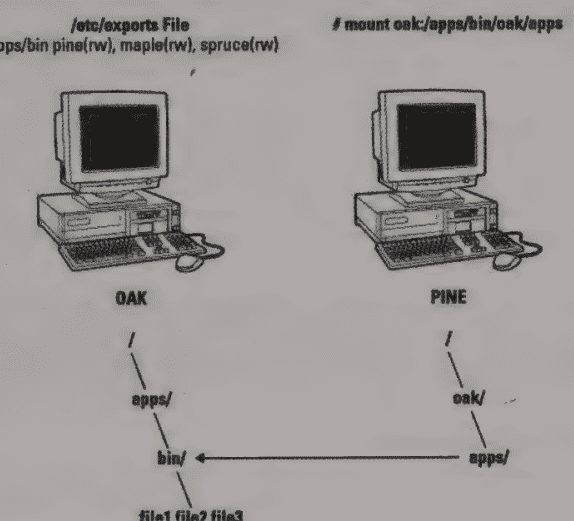 /etc/exports File
pps/bin pine(rw), maple(rw), spruce(rw)
# mount oak:/apps/bin/oak/apps
OAK
PINE
/
/
apps/
oak/
bin/
apps/
file1 file2 file3